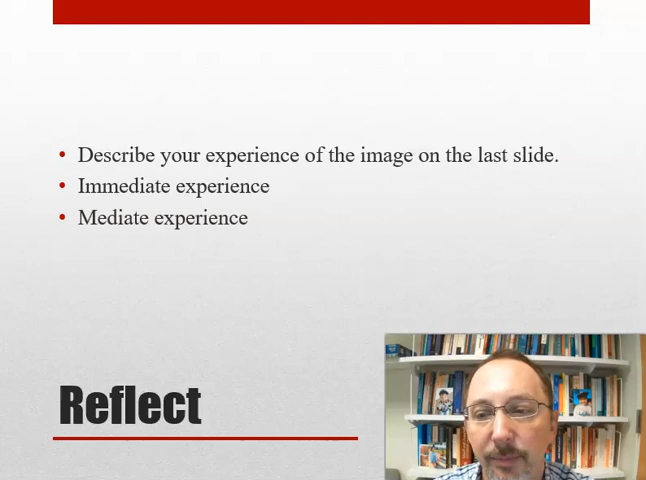 Describe your experience of the image on the last slide.
Immediate experience
Mediate experience
Reflect